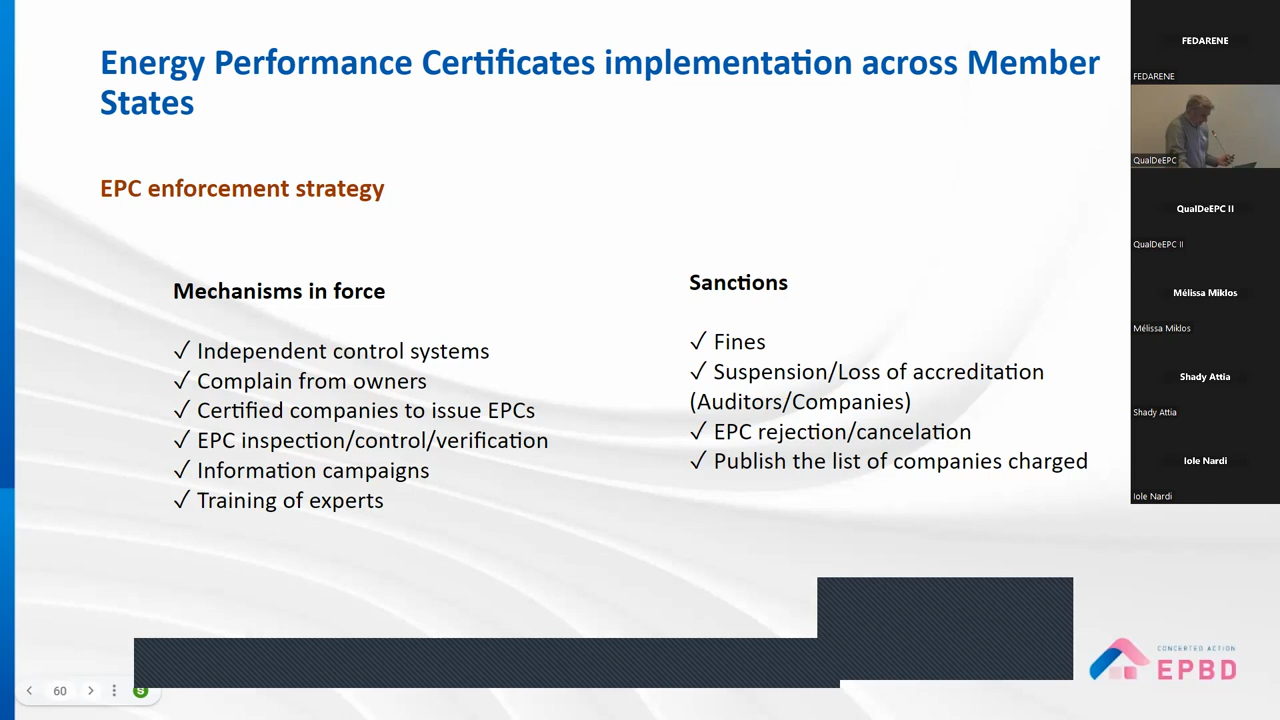 Energy Performance Certificates implementation across Member
States
EPC enforcement strategy
Mechanisms in force
✓ Independent control systems
✓ Complain from owners
✓ Certified companies to issue EPCs
✓ EPC inspection/control/verification
✓ Information campaigns
✓ Training of experts
Sanctions
✓ Fines
✓ Suspension/Loss of accreditation
(Auditors/Companies)
✓ EPC rejection/cancelation
✓ Publish the list of companies charged
FEDARENE
FEDARENE
QualDeEPC
QualDeEPC II
QualDeEPC II
Mélissa Miklos
Mélissa Miklos
Shady Attia
Shady Attia
Iole Nardi
Iole Nardi
60
S
CONCERTED ACTION
EPBD